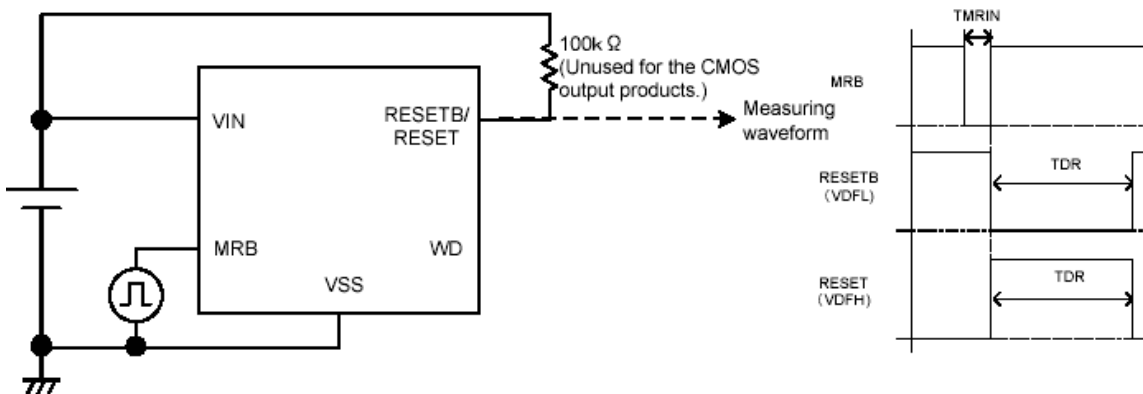 100k Ω
(Unused for the CMOS
output products.)
VIN
RESETB/
RESET
Measuring
waveform
MRB
WD
VSS
TMRIN
MRB
RESETB
(VDFL)
TDR
RESET
(VDFH)
TDR